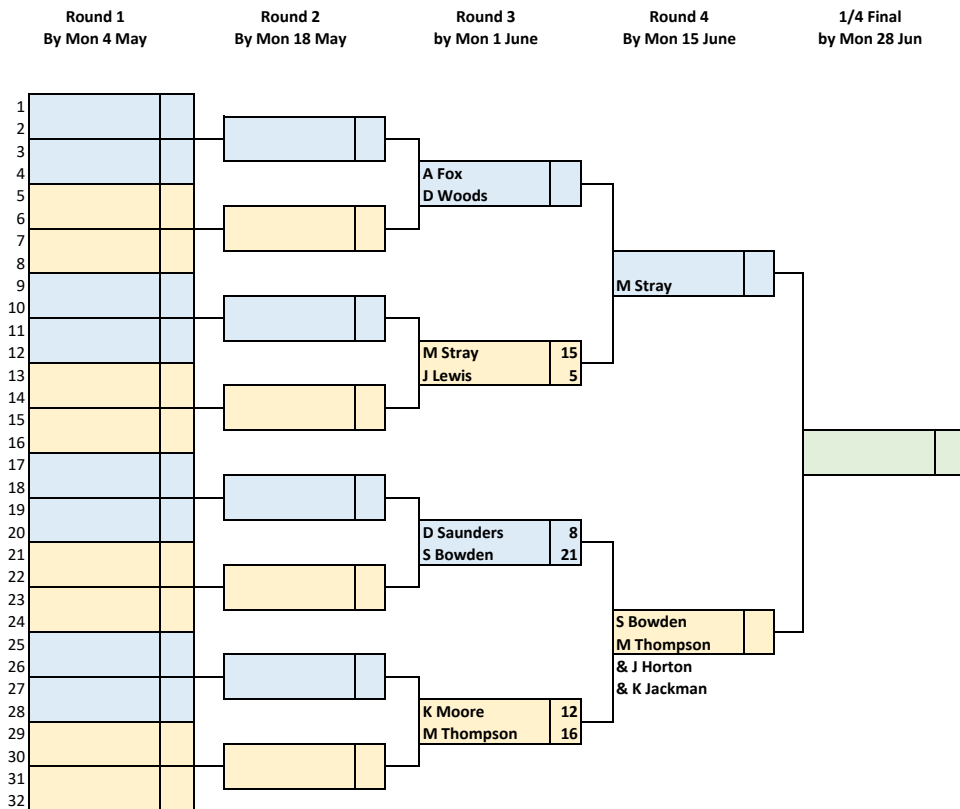 Round 1
By Mon 4 May
Round 2
By Mon 18 May
Round 3
by Mon 1 June
Round 4
By Mon 15 June
1/4 Final
by Mon 28 Jun
1
2
3
4
5
6
7
8
9
10
11
12
13
14
15
16
17
18
19
20
21
22
23
24
25
26
27
28
29
30
31
32
A Fox
D Woods
M Stray 15
J Lewis 5
D Saunders 8
S Bowden 21
K Moore 12
M Thompson 16
M Stray
S Bowden
M Thompson
& J Horton
& K Jackman